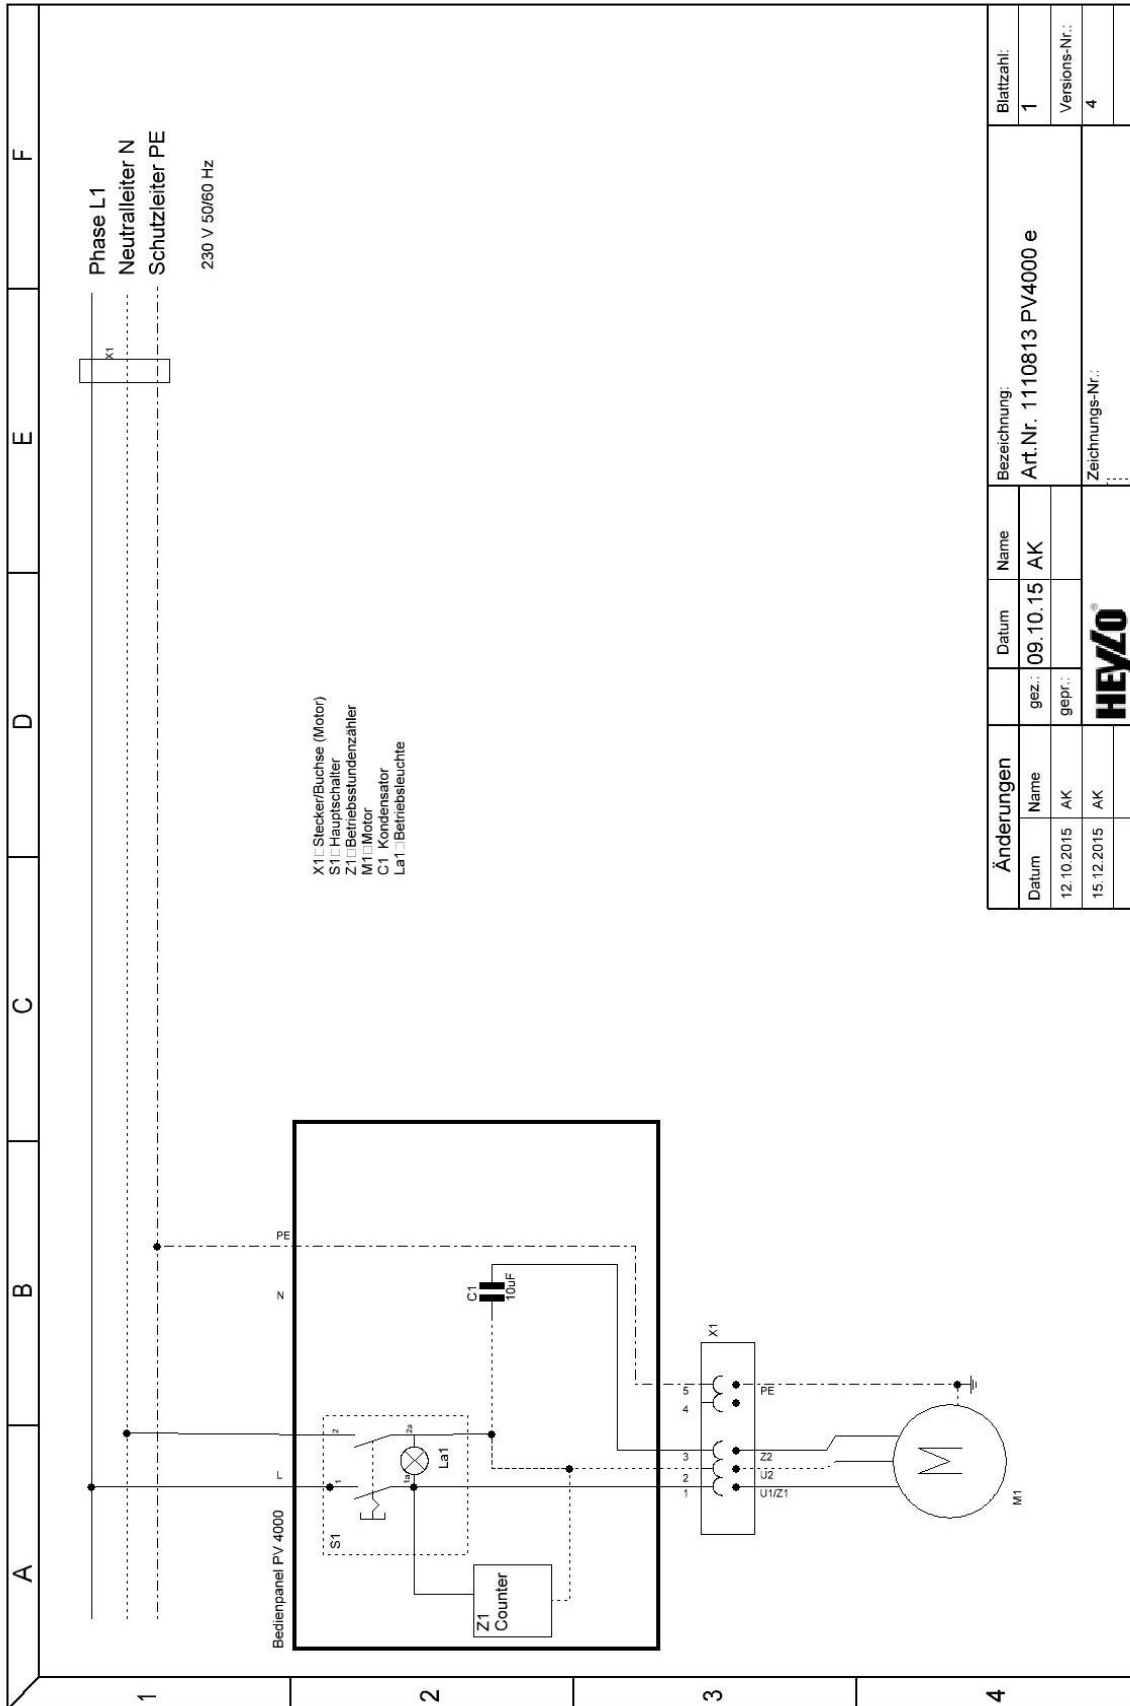 A
B
C
D
E
F
1
2
3
4
Phase L1
Neutralleiter N
Schutzleiter PE
230 V 50/60 Hz
X1
X1 Stecker/Buchse (Motor)
S1 Hauptschalter
Z1 Betriebsstundenzähler
M1 Motor
C1 Kondensator
La1 Betriebsleuchte
Bedienpanel PV 4000
L
N
PE
S1
1
2
1a
2a
La1
C1
10uF
Z1
Counter
X1
1
2
3
4
5
U1/Z1
U2
Z2
PE
M
M1
Änderungen
Datum
Name
12.10.2015
AK
15.12.2015
AK
Datum
Name
gez.:
09.10.15
AK
gepr.:
HEYLO®
Bezeichnung:
Art.Nr. 1110813 PV4000 e
Zeichnungs-Nr.:
Blattzahl:
1
Versions-Nr.:
4